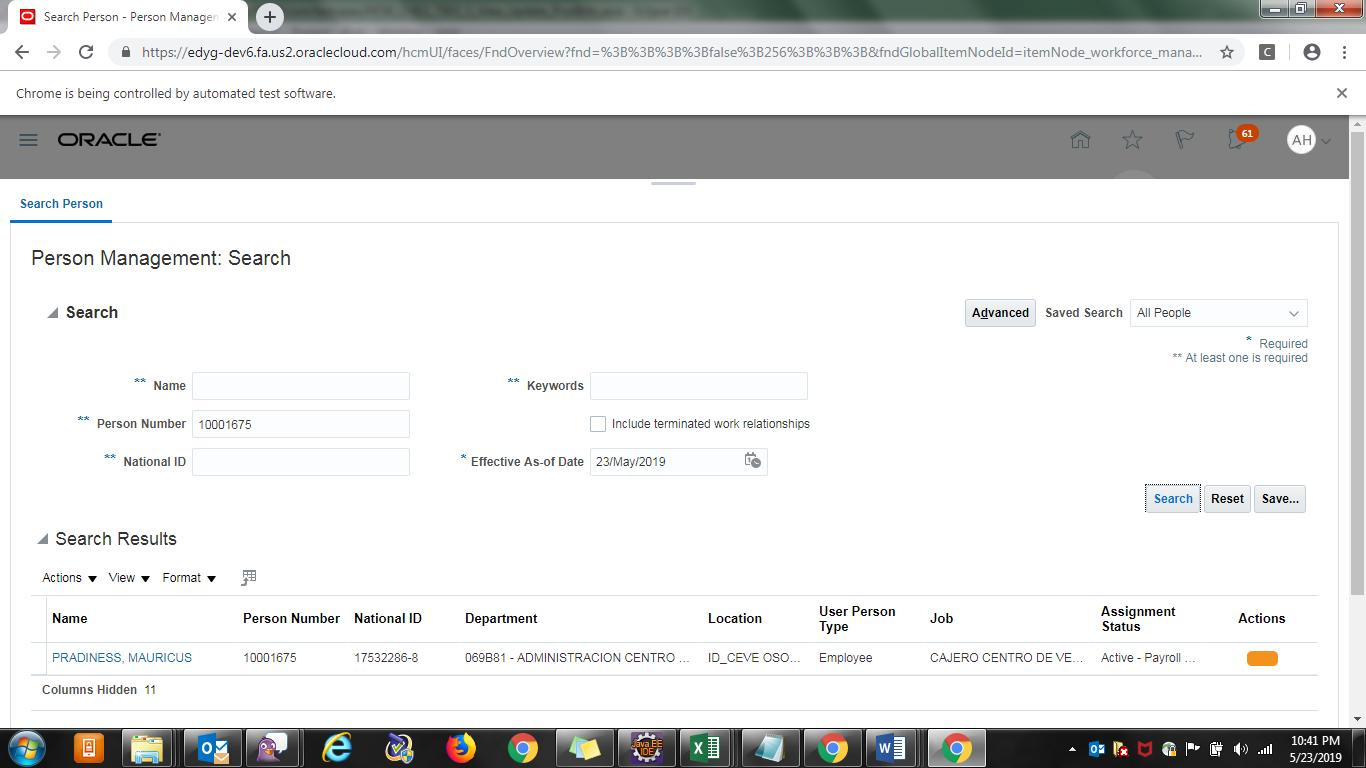 Search Person - Person Managem
https://edyg-dev6.fa.us2.oraclecloud.com/hcmUI/faces/FndOverview?fnd=%3B%3B%3B%3Bfalse%3B256%3B%3B%3B&fndGlobalItemNodeId=itemNode_workforce_mana...
C
Chrome is being controlled by automated test software.
ORACLE
61
AH
Search Person
Person Management: Search
Search
Advanced Saved Search All People
* Required
** At least one is required
** Name
** Keywords
** Person Number 10001675
Include terminated work relationships
** National ID
* Effective As-of Date 23/May/2019
Search Reset Save...
Search Results
Actions View Format
Name Person Number National ID Department Location User Person Type Job Assignment Status Actions
PRADINESS, MAURICUS 10001675 17532286-8 069B81 - ADMINISTRACION CENTRO ... ID_CEVE OSO... Employee CAJERO CENTRO DE VE... Active - Payroll ...
Columns Hidden 11
Java EE
IDE
10:41 PM
5/23/2019